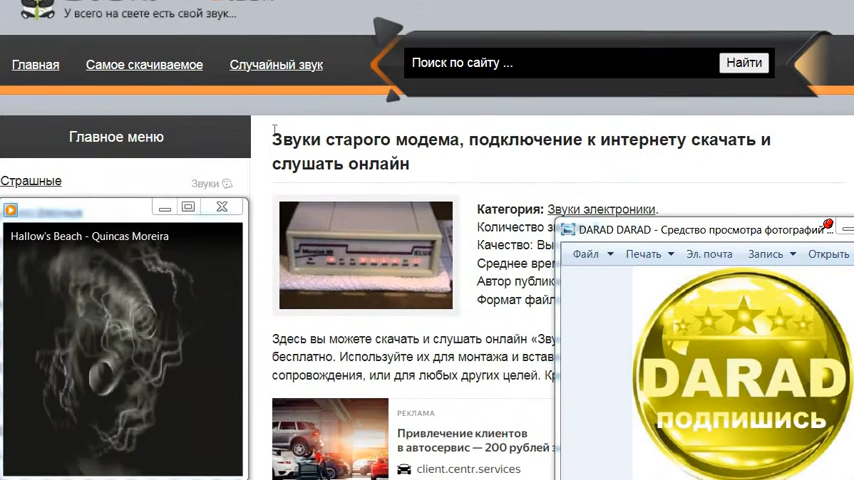 У всего на свете есть свой звук...
Главная
Самое скачиваемое
Случайный звук
Поиск по сайту ...
Найти
Главное меню
Страшные
Звуки
Hallow's Beach - Quincas Moreira
Звуки старого модема, подключение к интернету скачать и
слушать онлайн
Категория: Звуки электроники.
Количество з
Качество: Вы
Среднее врем
Автор публик
Формат файл
Здесь вы можете скачать и слушать онлайн «Зву
бесплатно. Используйте их для монтажа и встав
сопровождения, или для любых других целей. Кр
РЕКЛАМА
Привлечение клиентов
в автосервис — 200 рублей з
client.centr.services
DARAD DARAD - Средство просмотра фотографий ...
Файл
Печать
Эл. почта
Запись
Открыть
DARAD
подпишись